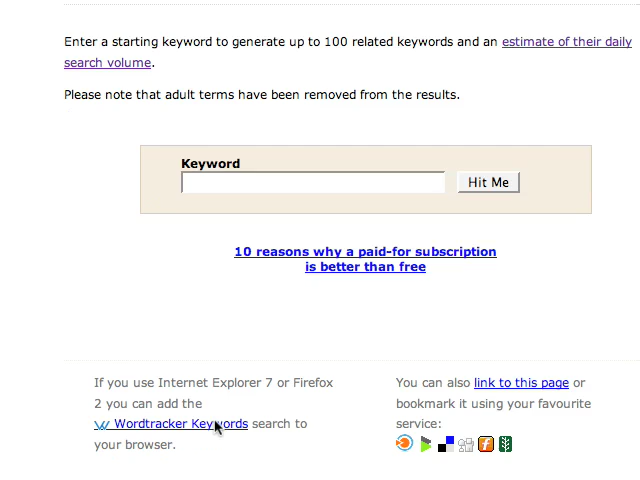 Enter a starting keyword to generate up to 100 related keywords and an estimate of their daily
search volume.
Please note that adult terms have been removed from the results.
Keyword
Hit Me
10 reasons why a paid-for subscription
is better than free
If you use Internet Explorer 7 or Firefox
2 you can add the
Wordtracker Keywords search to
your browser.
You can also link to this page or
bookmark it using your favourite
service: